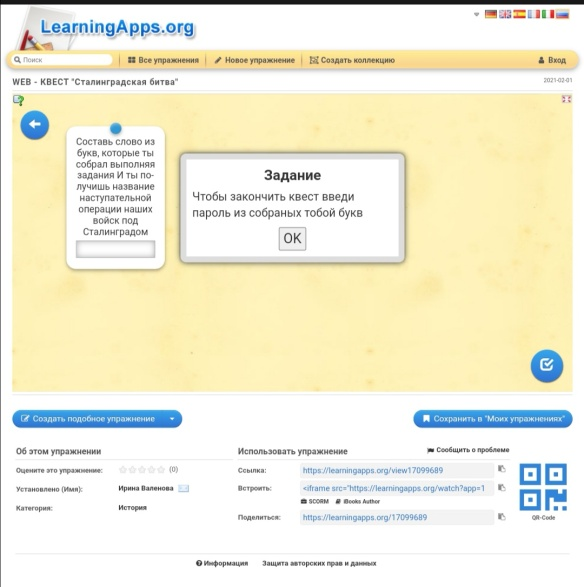 LearningApps.org
Поиск
Все упражнения
Новое упражнение
Создать коллекцию
Вход
WEB - КВЕСТ "Сталинградская битва"
2021-02-01
Составь слово из
букв, которые ты
собрал выполняя
задания И ты по-
лучишь название
наступательной
операции наших
войск под
Сталинградом
Задание
Чтобы закончить квест введи
пароль из собраных тобой букв
OK
Создать подобное упражнение
Сохранить в "Моих упражнениях"
Об этом упражнении
Оцените это упражнение: (0)
Установлено (Имя): Ирина Валенова
Категория: История
Использовать упражнение
Сообщить о проблеме
Ссылка: https://learningapps.org/view17099689
Встроить: <iframe src="https://learningapps.org/watch?app=1
SCORM iBooks Author
Поделиться: https://learningapps.org/17099689
QR-Code
Информация Защита авторских прав и данных